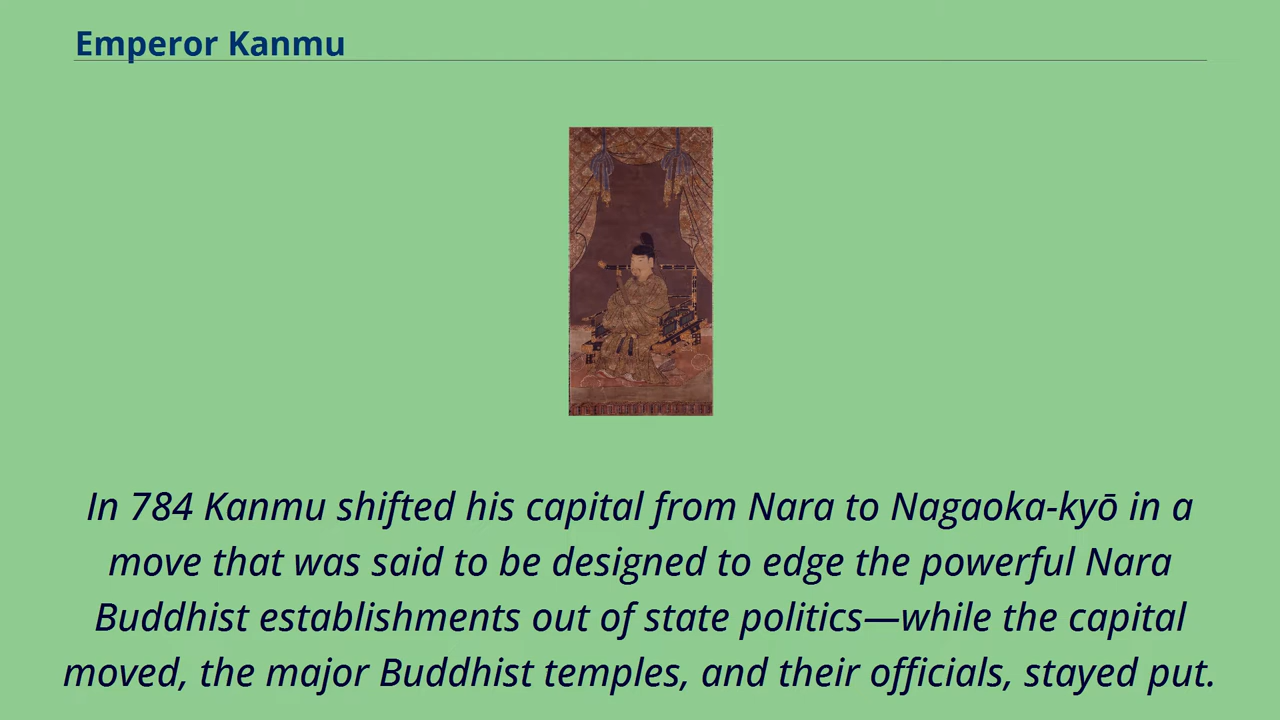 Emperor Kanmu
In 784 Kanmu shifted his capital from Nara to Nagaoka-kyō in a
move that was said to be designed to edge the powerful Nara
Buddhist establishments out of state politics—while the capital
moved, the major Buddhist temples, and their officials, stayed put.